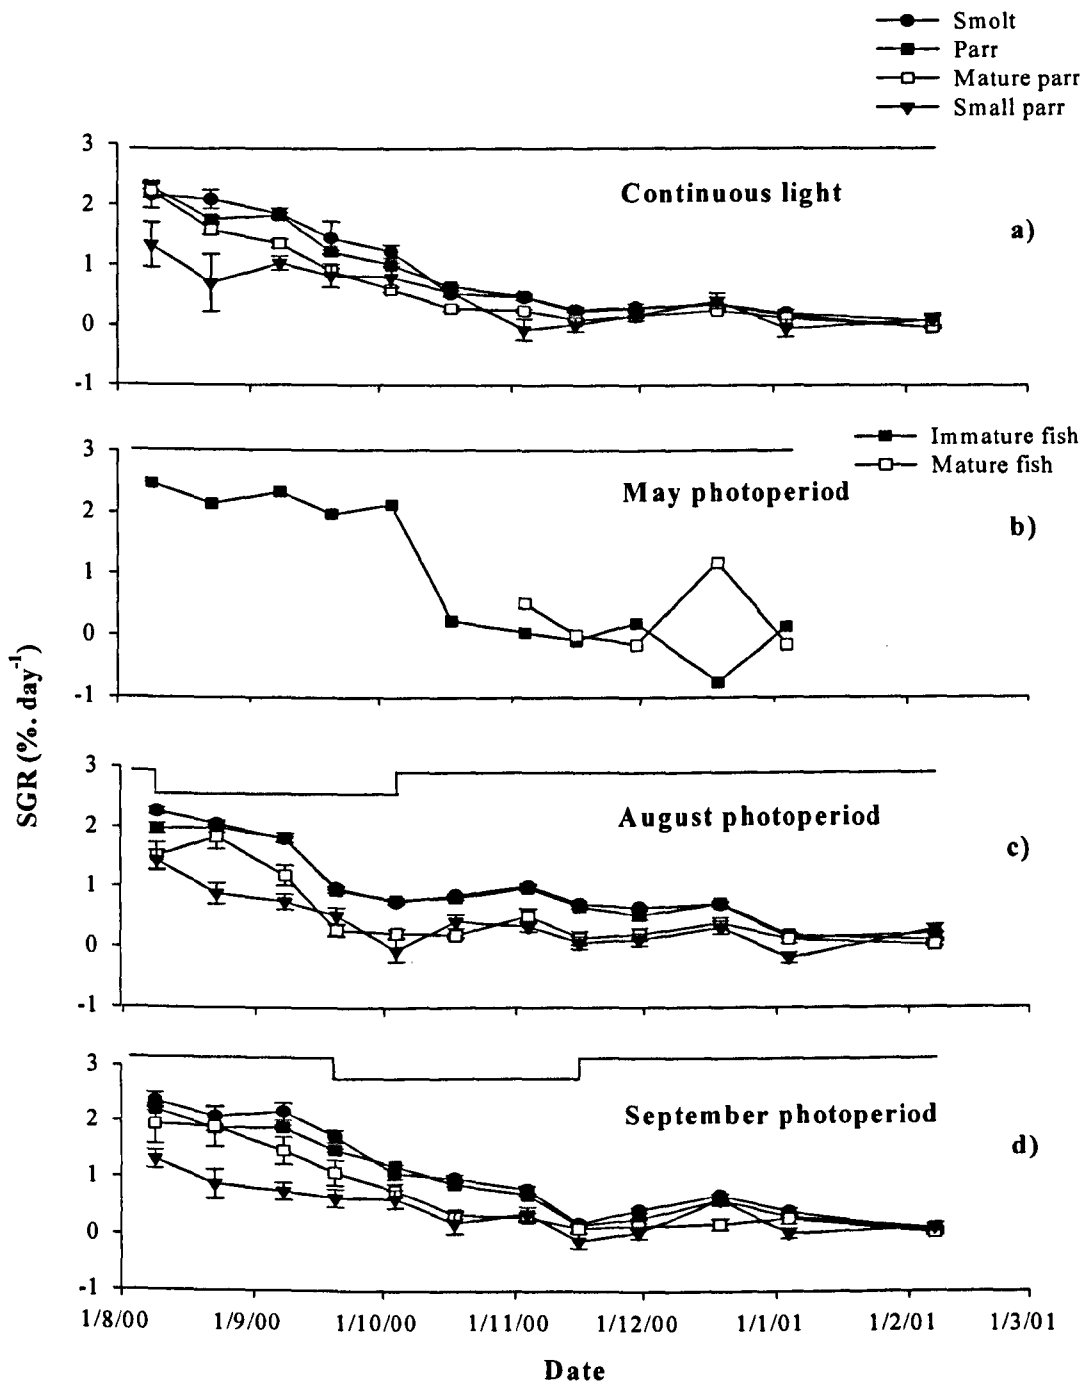 Smolt
Parr
Mature parr
Small parr
3
2
1
0
-1
Continuous light
a)
Immature fish
Mature fish
3
2
1
0
-1
May photoperiod
b)
SGR (%. day-1)
3
2
1
0
-1
August photoperiod
c)
3
2
1
0
-1
September photoperiod
d)
1/8/00 1/9/00 1/10/00 1/11/00 1/12/00 1/1/01 1/2/01 1/3/01
Date